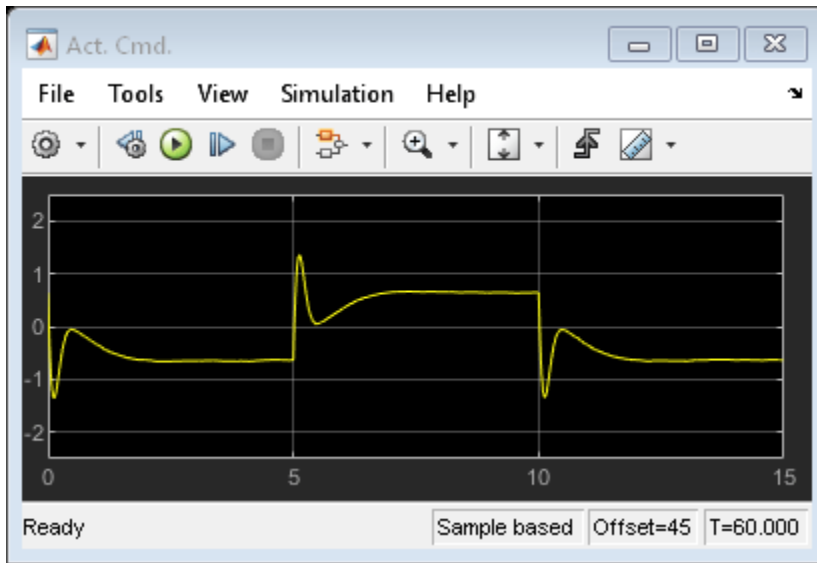 Act. Cmd.
File Tools View Simulation Help
2
1
0
-1
-2
0 5 10 15
Ready Sample based Offset=45 T=60.000